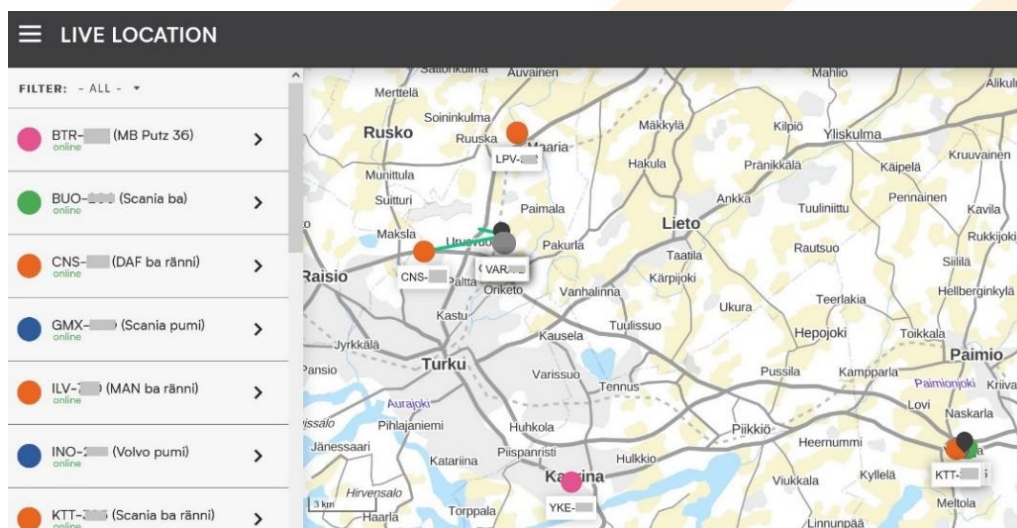 LIVE LOCATION
FILTER: - ALL -
BTR- (MB Putz 36)
online
BUO- (Scania ba)
online
CNS- (DAF ba ränni)
online
GMX- (Scania pumi)
online
ILV- (MAN ba ränni)
online
INO- (Volvo pumi)
online
KTT- (Scania ba ränni)
online
Auvainen
Mahlio
Merttelä
Soininkulma
Rusko
Ruuska
Maaria
LPV-
Mäkkylä
Kilpiö
Yliskulma
Hakula
Pränikkälä
Käipelä
Kruuvainen
Munittula
Suitturi
Paimala
Ankka
Tuuliniittu
Pennainen
Kavila
Maksla
Lieto
Rukkijoki
Pakurla
Taatila
Rautsuo
Siililä
Raisio
CNS-
VAR-
Kärpijoki
Oriketo
Vanhalinna
Teerlakia
Hellberginkylä
Ukura
Kastu
Kausela
Tuulissuo
Hepojoki
Toikkala
Jyrkkälä
Turku
Paimio
Pansio
Varissuo
Tennus
Pussila
Kampparla
Paimionjoki
Aurajoki
Lovi
Naskarla
Pihlajaniemi
Huhkola
Piikkiö
Heernummi
Jänessaari
Piispanristi
Katariina
Hulkkio
Kyllelä
KTT-
Viukkala
Hirvensalo
3 km
YKE-
Meltola
Haarla
Torppala
Linnunpää